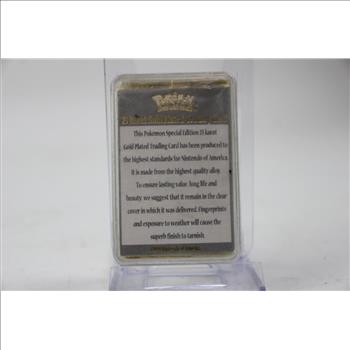 POKéMON
This Pokemon Special Edition 23 karat
Gold Plated Trading Card has been produced to
the highest standards for Nintendo of America.
It is made from the highest quality alloy.
To ensure lasting value, long life and
beauty we suggest that it remain in the clear
cover in which it was delivered. Fingerprints
and exposure to weather will cause the
superb finish to tarnish.